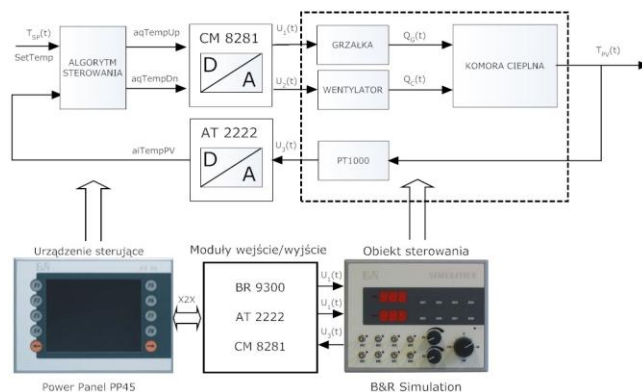 T_SP(t)
SetTemp
ALGORYTM
STEROWANIA
aqTempUp
aqTempDn
CM 8281
D
A
U_1(t)
U_2(t)
GRZAŁKA
WENTYLATOR
Q_G(t)
Q_C(t)
KOMORA CIEPLNA
T_PV(t)
AT 2222
D
A
aiTempPV
U_3(t)
PT1000
Urządzenie sterujące
Moduły wejście/wyjście
Obiekt sterowania
X2X
BR 9300
AT 2222
CM 8281
U_1(t)
U_2(t)
U_3(t)
Power Panel PP45
B&R Simulation